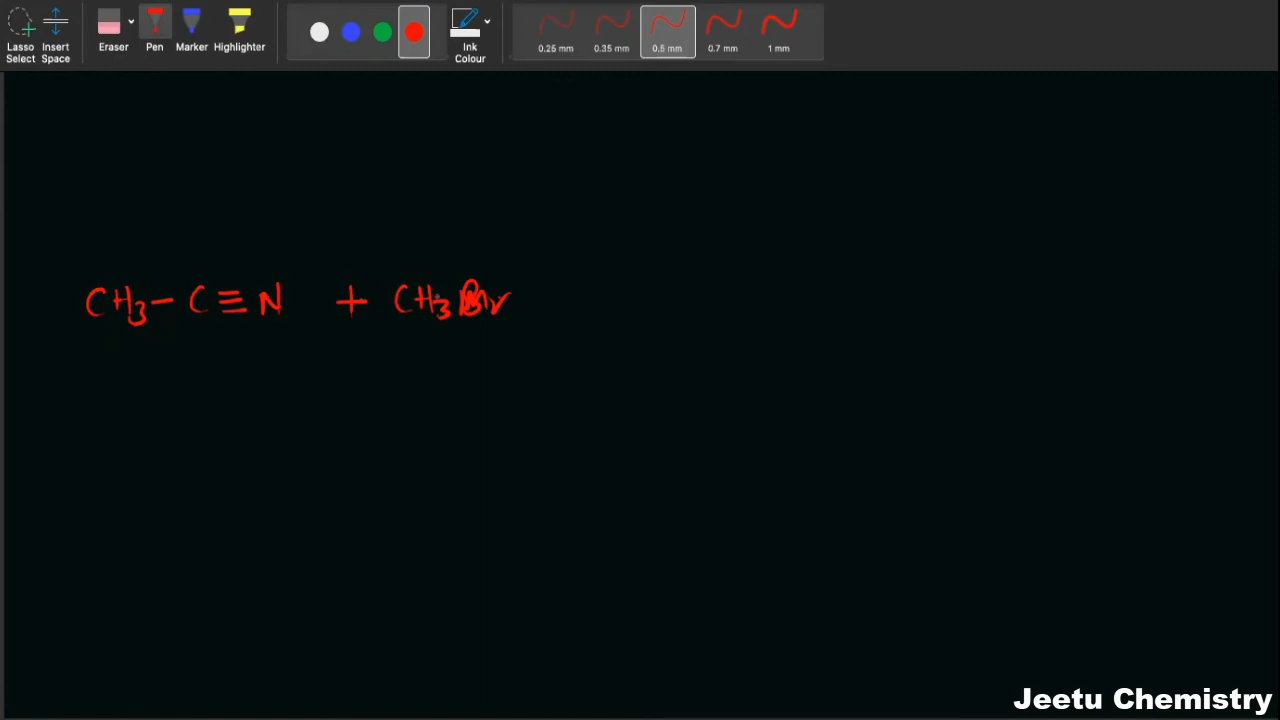 Lasso Select
Insert Space
Eraser
Pen
Marker
Highlighter
Ink Colour
0.25 mm
0.35 mm
0.5 mm
0.7 mm
1 mm
CH₃ − C ≡ N + CH₃
Jeetu Chemistry